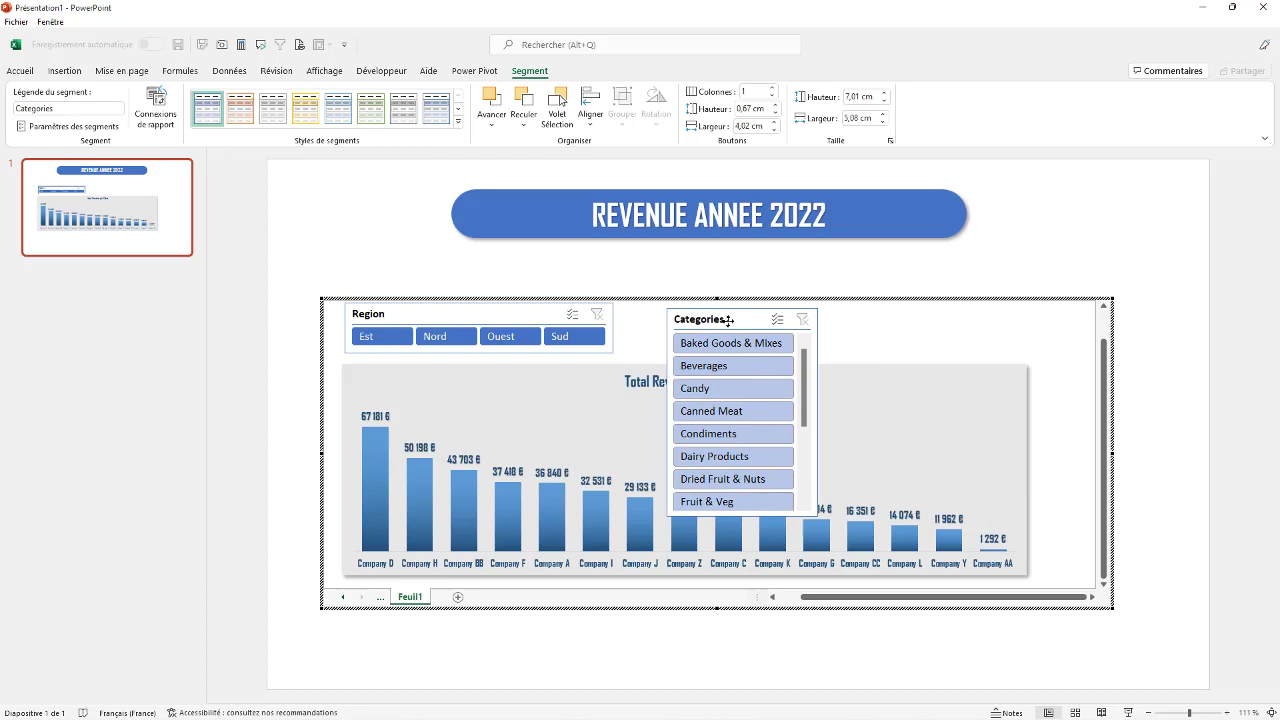 Présentation1 - PowerPoint
Fichier Fenêtre
Enregistrement automatique
Rechercher (Alt+Q)
Accueil Insertion Mise en page Formules Données Révision Affichage Développeur Aide Power Pivot Segment
Commentaires Partager
Légende du segment :
Categories
Paramètres des segments
Segment
Connexions de rapport
Styles de segments
Avancer Reculer Volet Sélection Aligner Grouper Rotation
Organiser
Colonnes : 1
Hauteur : 0,67 cm
Largeur : 4,02 cm
Boutons
Hauteur : 7,01 cm
Largeur : 5,08 cm
Taille
1
REVENUE ANNEE 2022
REVENUE ANNEE 2022
Region
Est Nord Ouest Sud
Categories
Baked Goods & Mixes
Beverages
Candy
Canned Meat
Condiments
Dairy Products
Dried Fruit & Nuts
Fruit & Veg
Total Rev
67 181 €
50 198 €
43 703 €
37 418 €
36 840 €
32 531 €
29 133 €
16 351 €
14 074 €
11 962 €
1 292 €
Company D Company H Company BB Company F Company A Company I Company J Company Z Company C Company K Company G Company CC Company L Company Y Company AA
... Feuil1
Diapositive 1 de 1 Français (France) Accessibilité : consultez nos recommandations
Notes
111 %